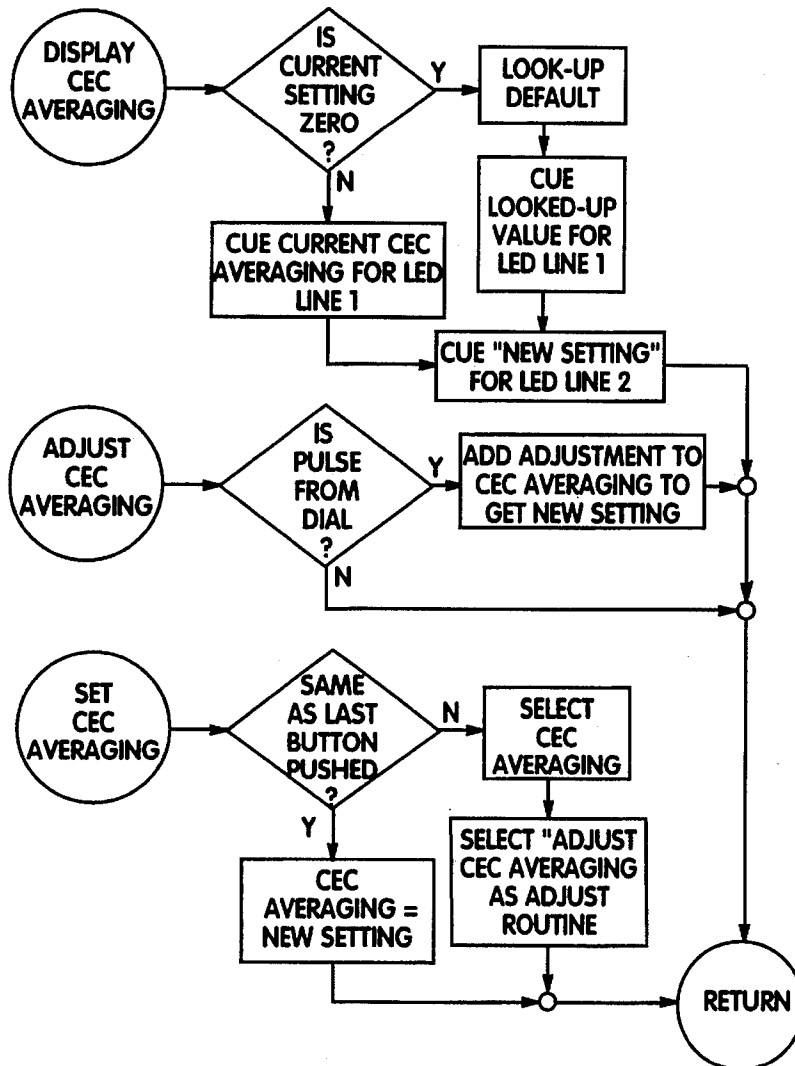 DISPLAY
CEC
AVERAGING
IS
CURRENT
SETTING
ZERO
?
Y
N
LOOK-UP
DEFAULT
CUE
LOOKED-UP
VALUE FOR
LED LINE 1
CUE CURRENT CEC
AVERAGING FOR LED
LINE 1
CUE "NEW SETTING"
FOR LED LINE 2
ADJUST
CEC
AVERAGING
IS
PULSE
FROM
DIAL
?
Y
N
ADD ADJUSTMENT TO
CEC AVERAGING TO
GET NEW SETTING
SET
CEC
AVERAGING
SAME
AS LAST
BUTTON
PUSHED
?
N
Y
SELECT
CEC
AVERAGING
SELECT "ADJUST
CEC AVERAGING
AS ADJUST
ROUTINE
CEC
AVERAGING =
NEW SETTING
RETURN